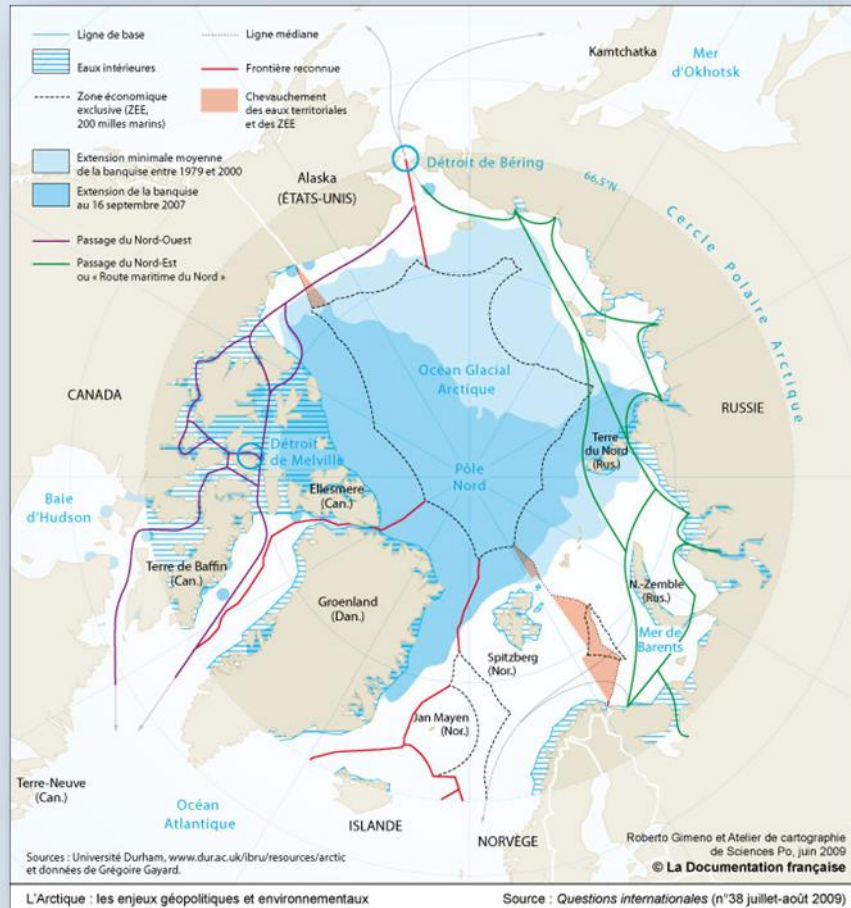 Ligne de base
Eaux intérieures
Zone économique
exclusive (ZEE,
200 milles marins)
Extension minimale moyenne
de la banquise entre 1979 et 2000
Extension de la banquise
au 16 septembre 2007
Passage du Nord-Ouest
Passage du Nord-Est
ou « Route maritime du Nord »
Ligne médiane
Frontière reconnue
Chevauchement
des eaux territoriales
et des ZEE
Kamtchatka
Mer
d'Okhotsk
Détroit de Béring
Alaska
(ÉTATS-UNIS)
66,5°N
Cercle Polaire Arctique
Océan Glacial
Arctique
CANADA
RUSSIE
Détroit
de Melville
Terre
du Nord
(Rus.)
Pôle
Nord
Ellesmere
(Can.)
Baie
d'Hudson
Terre de Baffin
(Can.)
Groenland
(Dan.)
N.-Zemble
(Rus.)
Mer de
Barents
Spitzberg
(Nor.)
Jan Mayen
(Nor.)
Terre-Neuve
(Can.)
Océan
Atlantique
ISLANDE
NORVÈGE
Sources : Université Durham, www.dur.ac.uk/ibru/resources/arctic
et données de Grégoire Gayard.
Roberto Gimeno et Atelier de cartographie
de Sciences Po, juin 2009
© La Documentation française
L'Arctique : les enjeux géopolitiques et environnementaux
Source : Questions internationales (n°38 juillet-août 2009)